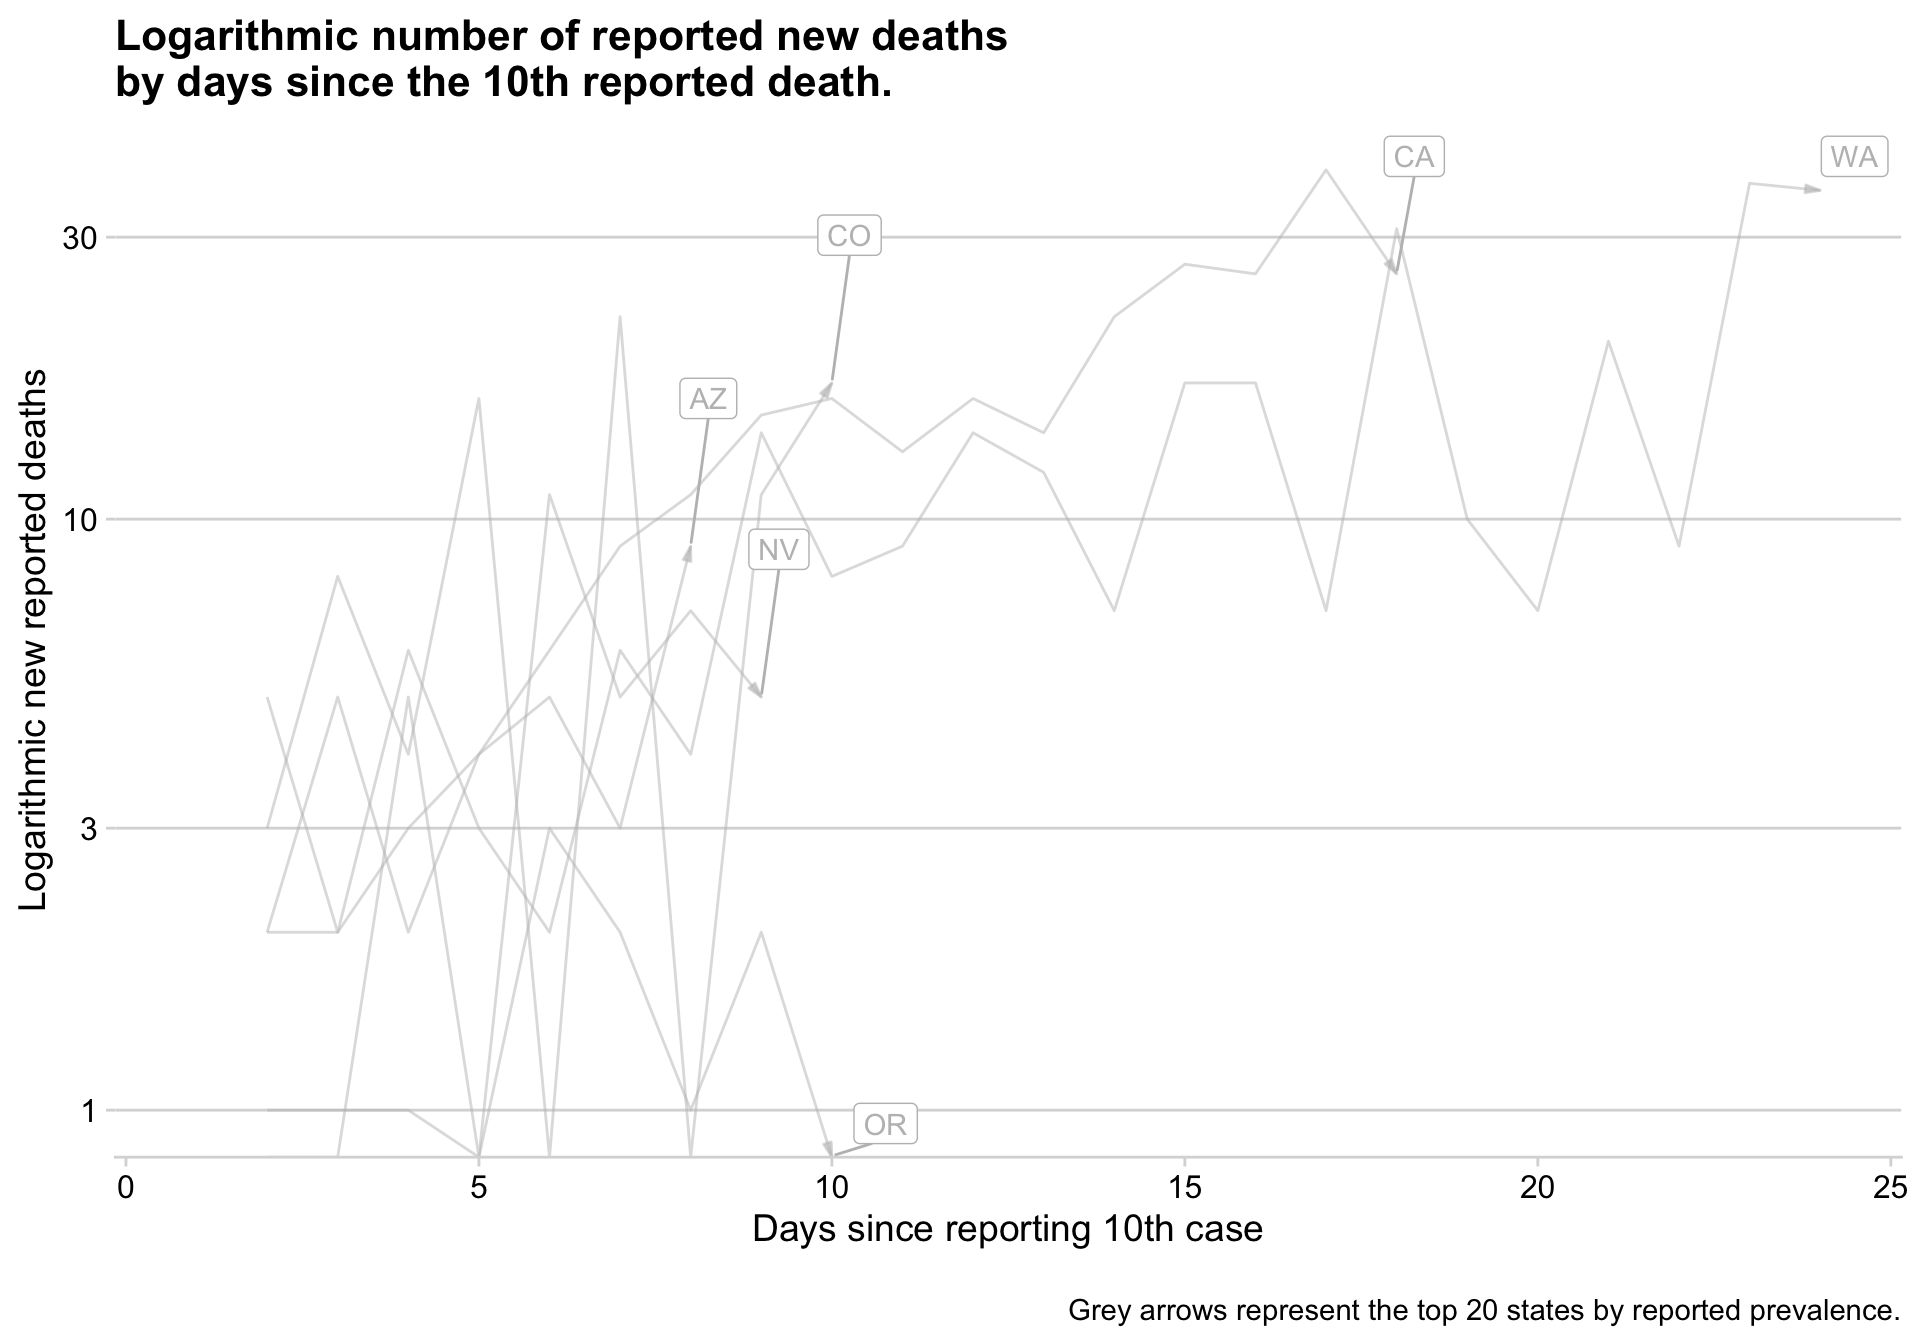 Logarithmic number of reported new deaths
by days since the 10th reported death.
CA
WA
CO
30
AZ
10
NV
3
1
OR
Logarithmic new reported deaths
0 5 10 15 20 25
Days since reporting 10th case
Grey arrows represent the top 20 states by reported prevalence.